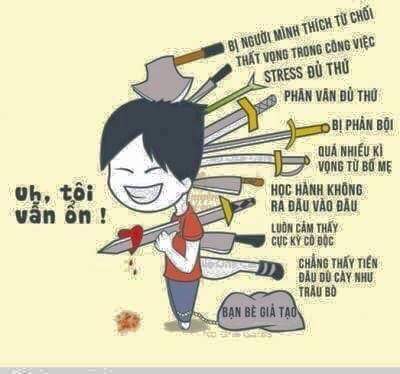 BỊ NGƯỜI MÌNH THÍCH TỪ CHỐI
THẤT VỌNG TRONG CÔNG VIỆC
STRESS ĐỦ THỨ
PHÂN VÂN ĐỦ THỨ
BỊ PHẢN BỘI
QUÁ NHIỀU KÌ
VỌNG TỪ BỐ MẸ
Uh, tôi
vẫn ổn !
HỌC HÀNH KHÔNG
RA ĐÂU VÀO ĐÂU
LUÔN CẢM THẤY
CỰC KỲ CÔ ĐỘC
CHẲNG THẤY TIỀN
ĐÂU DÙ CÀY NHƯ
TRÂU BÒ
BẠN BÈ GIẢ TẠO